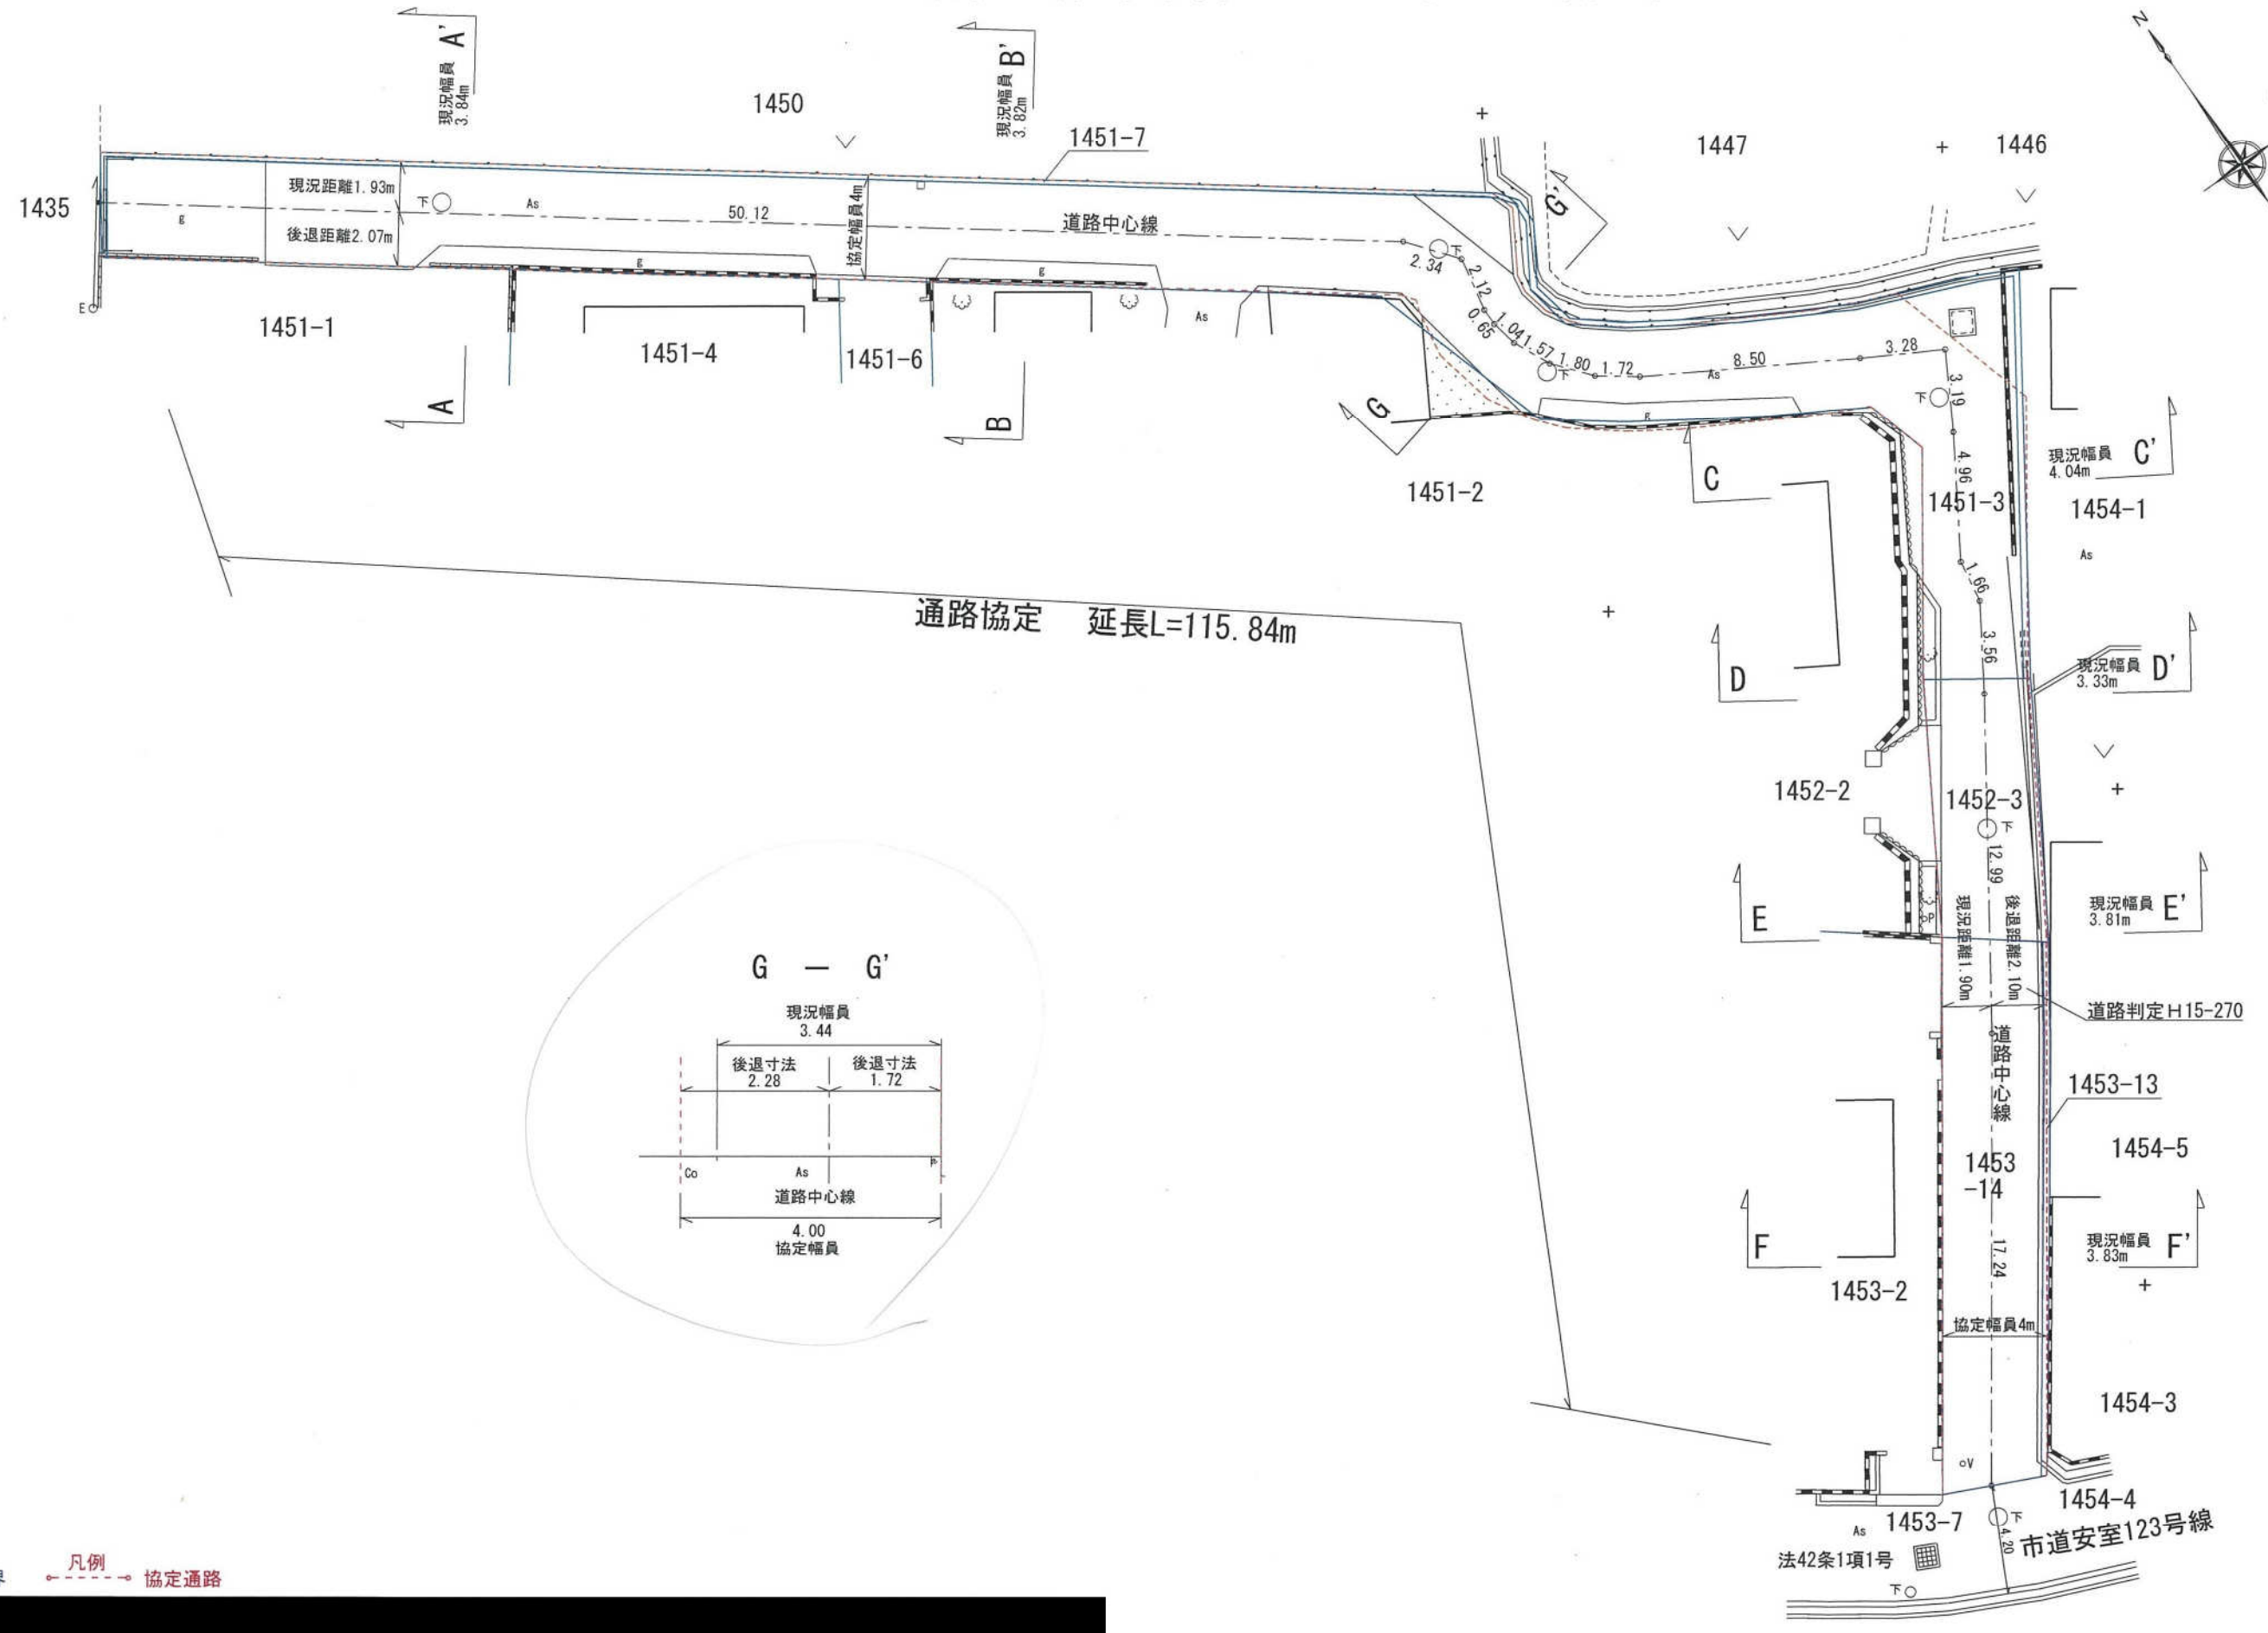 現況幅員 A'
3.84m
現況幅員 B'
3.82m
N
1450
1451-7
1447
1446
1435
現況距離1.93m
下
As
50.12
協定幅員4m
道路中心線
G'
g
後退距離2.07m
g
g
下
2.34
2.12
0.65
1.04
1.57
1.80
1.72
8.50
3.28
下
As
As
E
1451-1
1451-4
1451-6
A
B
G
g
下
3.19
4.96
現況幅員 C'
4.04m
1451-2
C
1451-3
1454-1
As
1.66
通路協定 延長L=115.84m
3.56
D
現況幅員 D'
3.33m
1452-2
1452-3
下
12.99
E
P
現況距離1.90m
後退距離2.10m
現況幅員 E'
3.81m
道路判定H15-270
道路中心線
1453-13
G — G'
現況幅員
3.44
後退寸法
2.28
後退寸法
1.72
Co
As
道路中心線
4.00
協定幅員
1454-5
1453
-14
F
17.24
現況幅員 F'
3.83m
1453-2
協定幅員4m
1454-3
V
1454-4
1453-7
As
下
4.20
市道安室123号線
法42条1項1号
下
凡例
協定通路